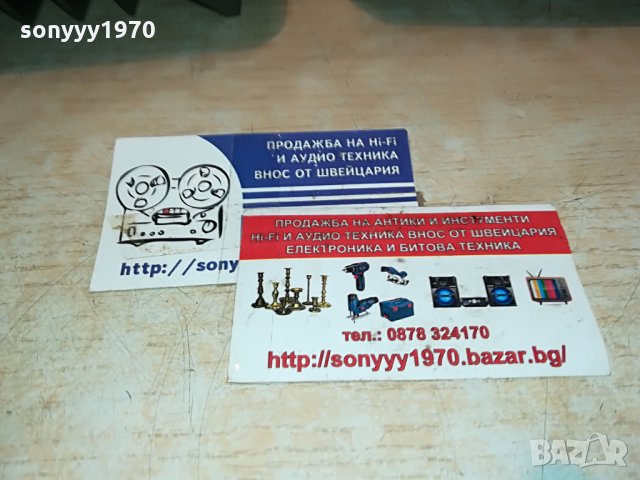 sonyyy1970
ПРОДАЖБА НА Hi-Fi
И АУДИО ТЕХНИКА
ВНОС ОТ ШВЕЙЦАРИЯ
http://sony
ПРОДАЖБА НА АНТИКИ И ИНСТУМЕНТИ
Hi-Fi И АУДИО ТЕХНИКА ВНОС ОТ ШВЕЙЦАРИЯ
ЕЛЕКТРОНИКА И БИТОВА ТЕХНИКА
тел.: 0878 324170
http://sonyyy1970.bazar.bg/
BAZAR